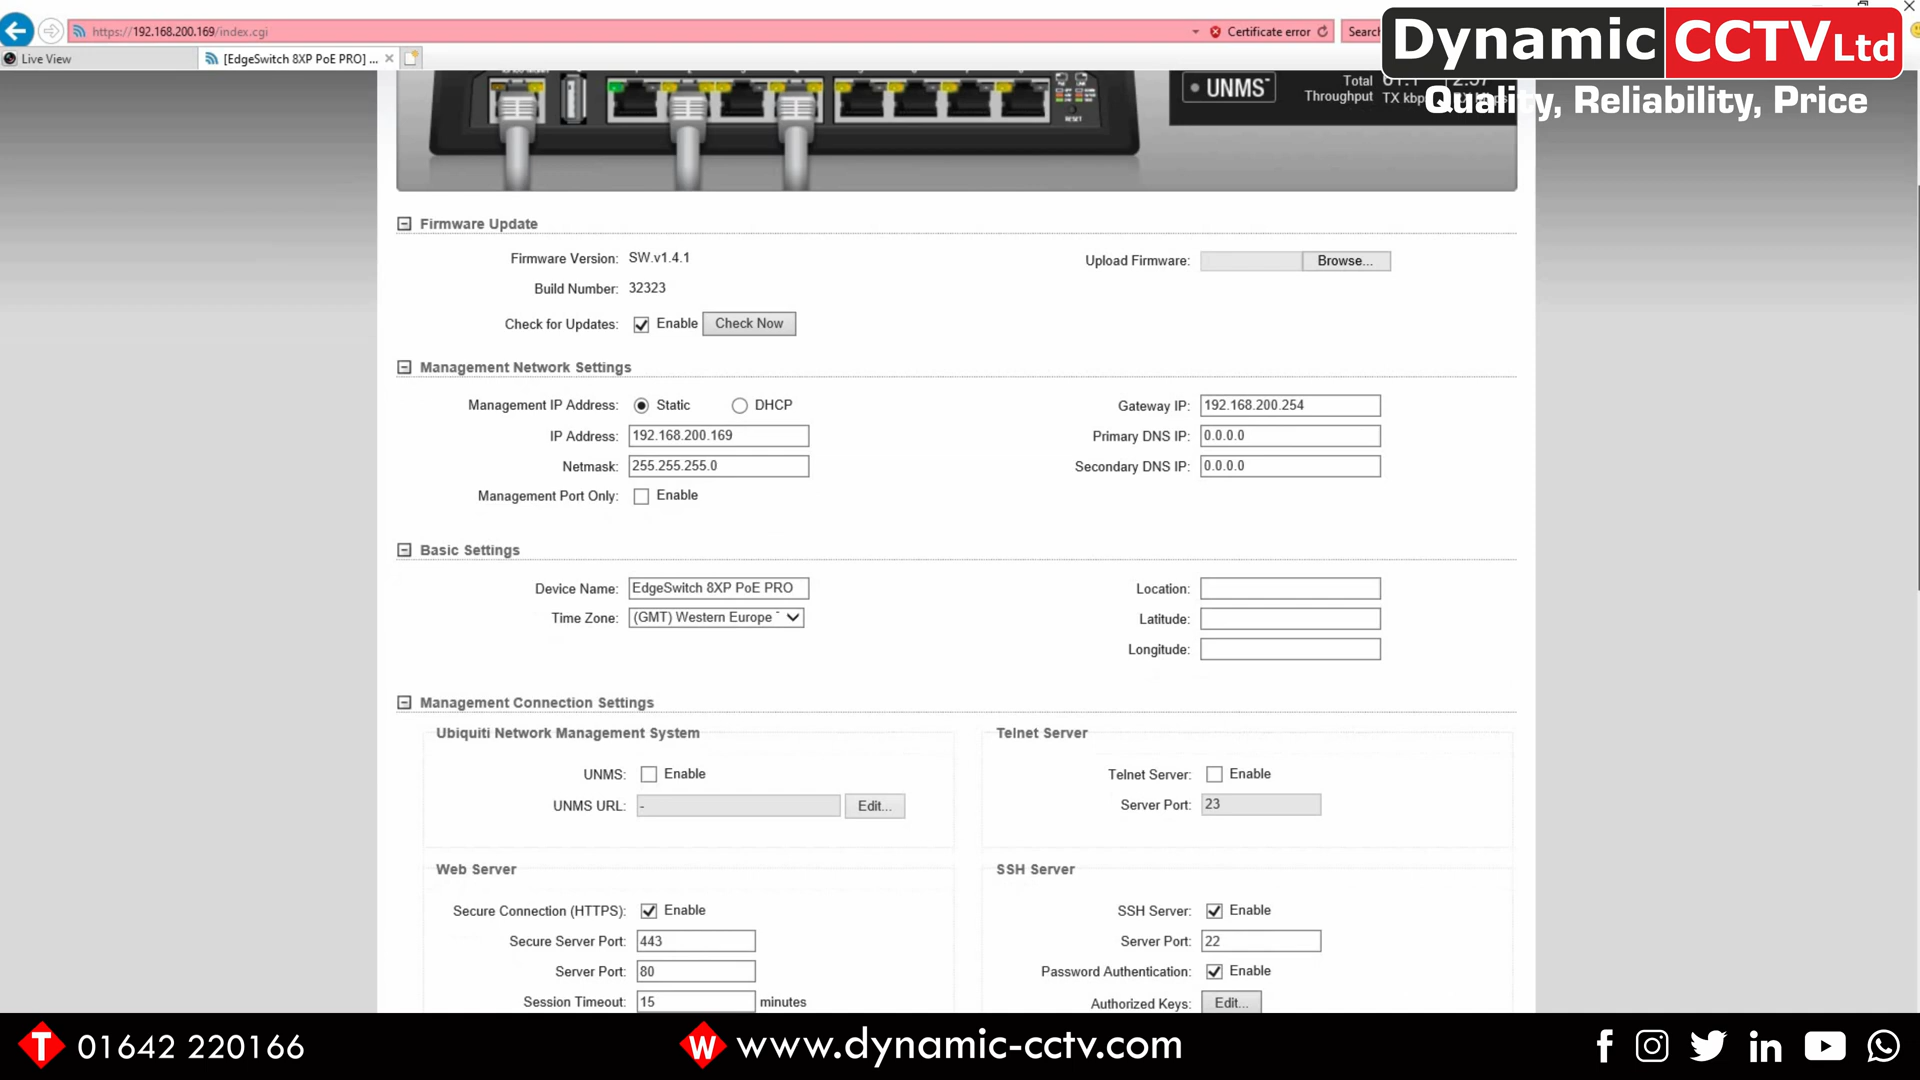 https://192.168.200.169/index.cgi
Certificate error
Search
Dynamic CCTV Ltd
Quality, Reliability, Price
Live View
[EdgeSwitch 8XP PoE PRO] ...
UNMS
Total
Throughput
TX kbps
RESET
Firmware Update
Firmware Version: SW.v1.4.1
Upload Firmware: Browse...
Build Number: 32323
Check for Updates: Enable Check Now
Management Network Settings
Management IP Address: Static DHCP
Gateway IP: 192.168.200.254
IP Address: 192.168.200.169
Primary DNS IP: 0.0.0.0
Netmask: 255.255.255.0
Secondary DNS IP: 0.0.0.0
Management Port Only: Enable
Basic Settings
Device Name: EdgeSwitch 8XP PoE PRO
Location:
Time Zone: (GMT) Western Europe
Latitude:
Longitude:
Management Connection Settings
Ubiquiti Network Management System
Telnet Server
UNMS: Enable
Telnet Server: Enable
UNMS URL: - Edit...
Server Port: 23
Web Server
SSH Server
Secure Connection (HTTPS): Enable
SSH Server: Enable
Secure Server Port: 443
Server Port: 22
Server Port: 80
Password Authentication: Enable
Session Timeout: 15 minutes
Authorized Keys: Edit...
T 01642 220166
W www.dynamic-cctv.com